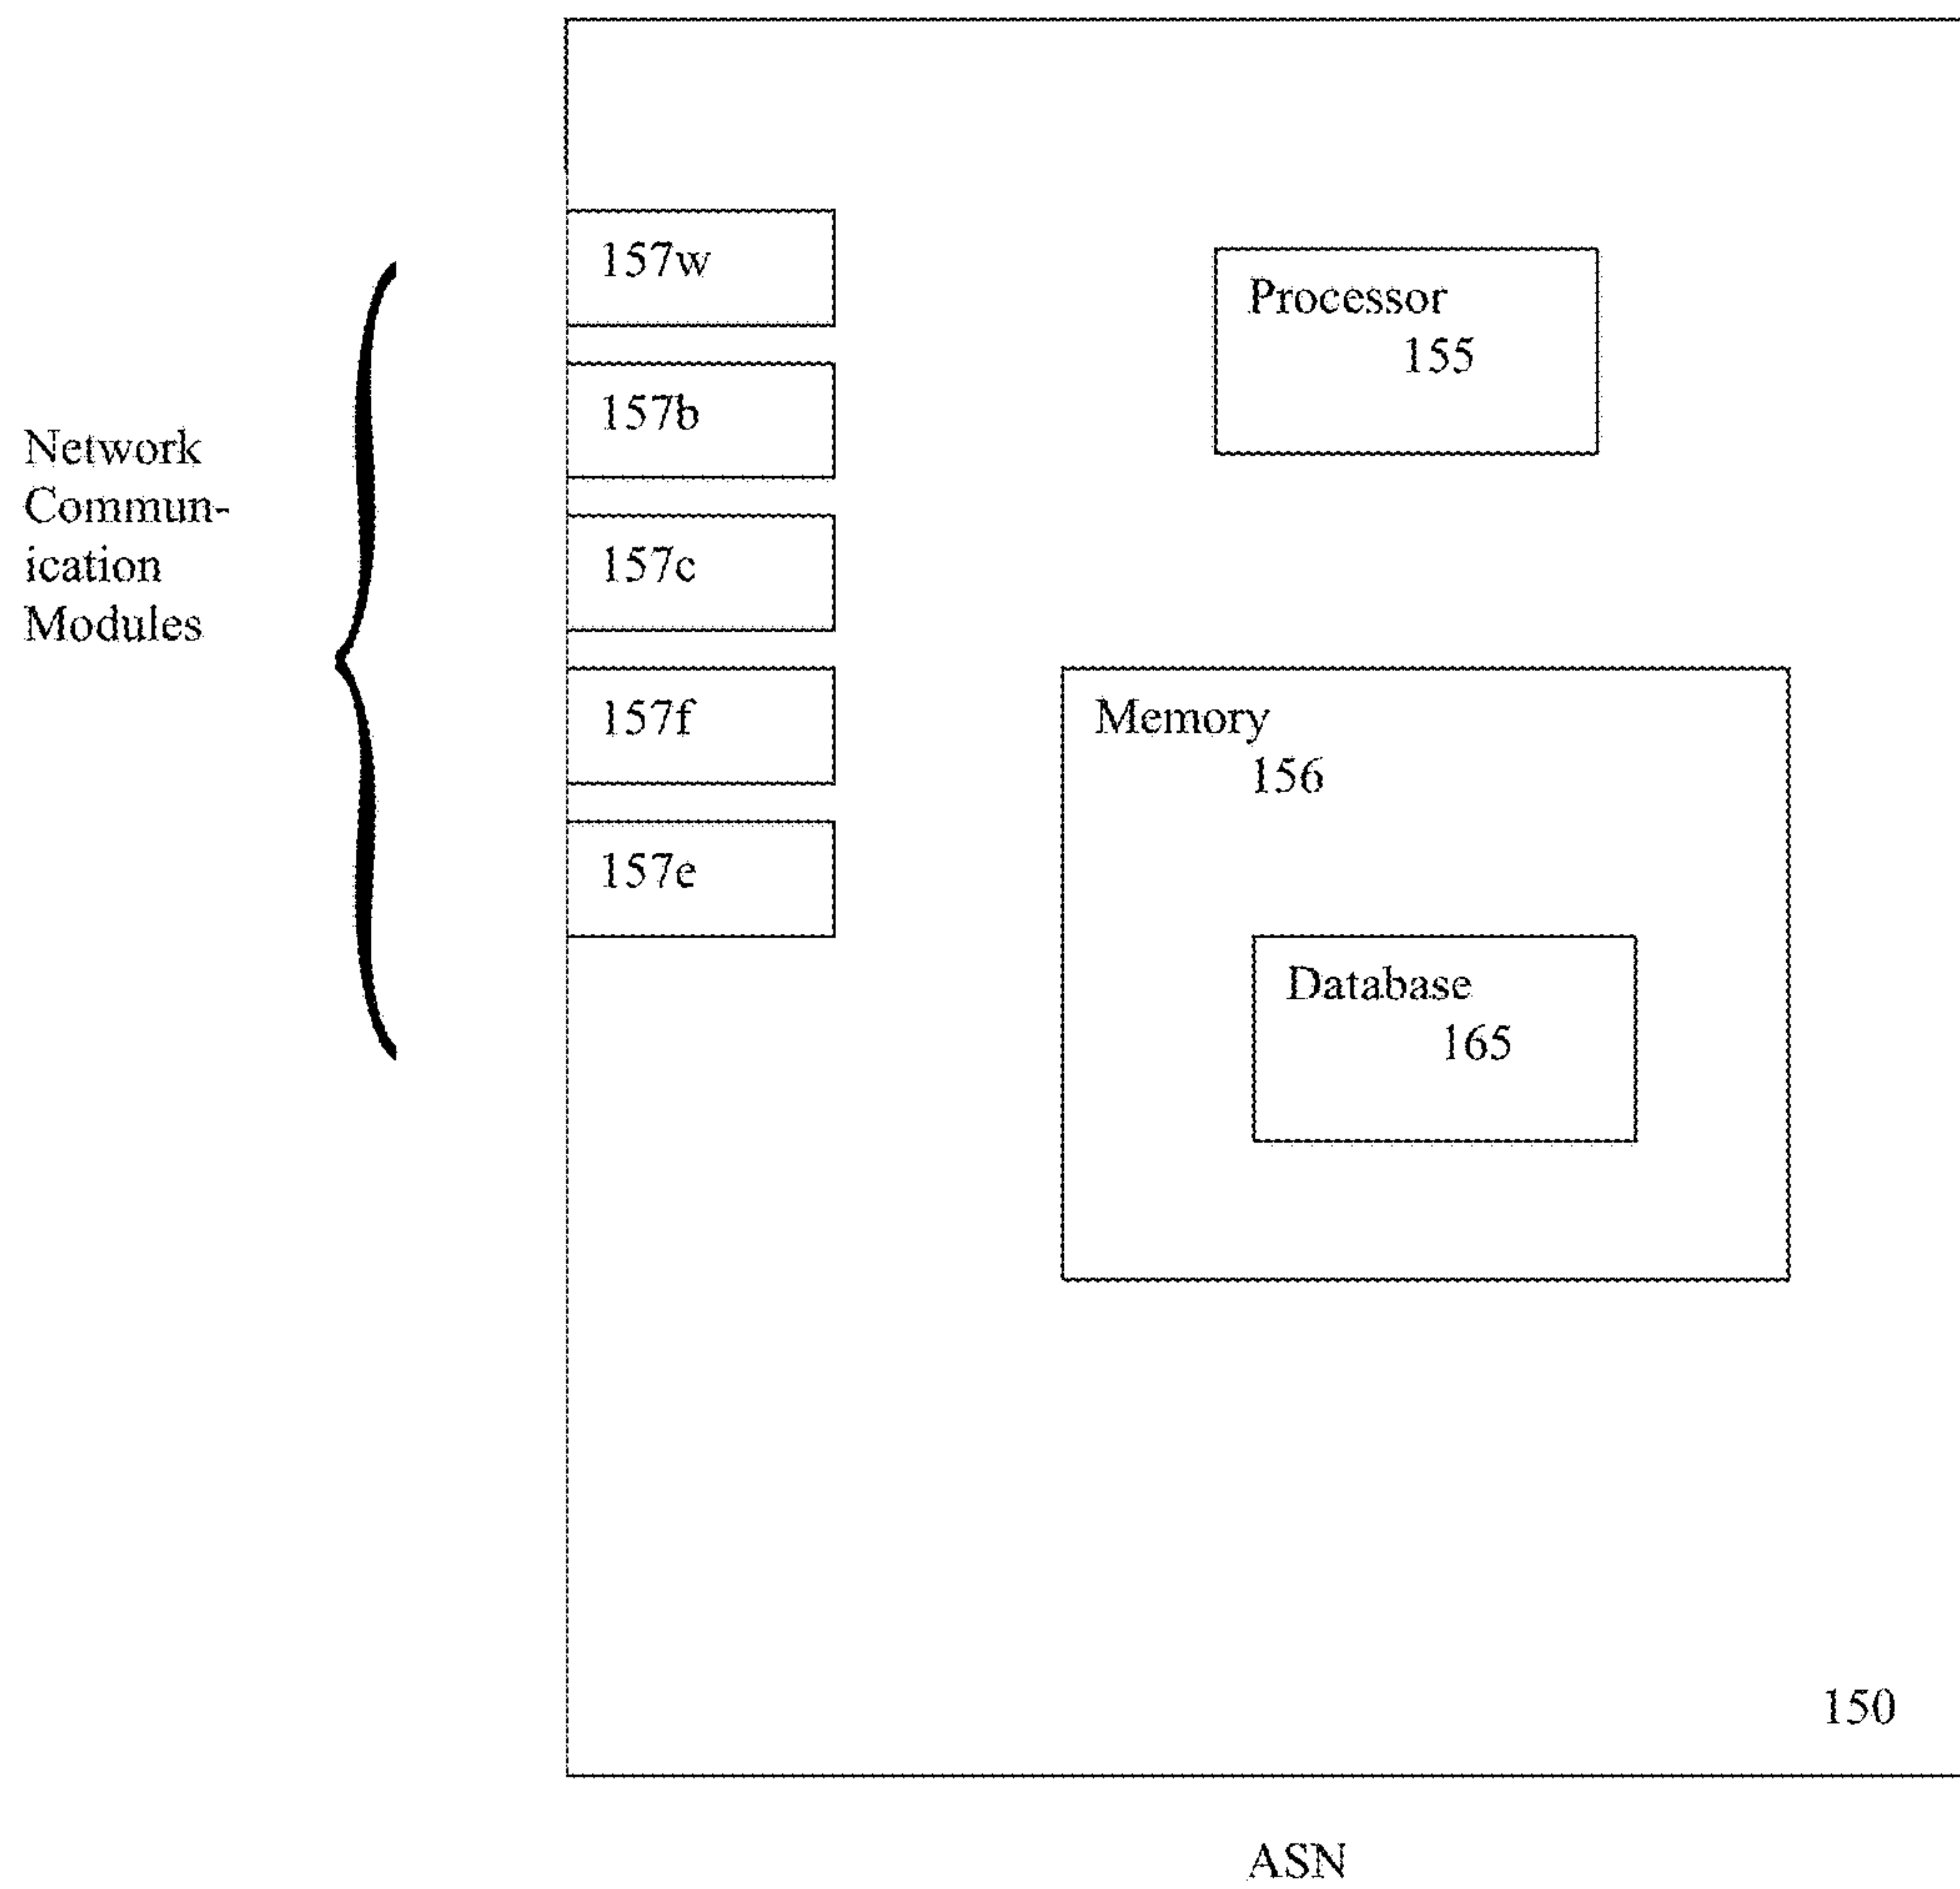 157w
Processor
155
157b
Network
Commun-
ication
Modules
157c
157f
Memory
156
157e
Database
165
150
ASN